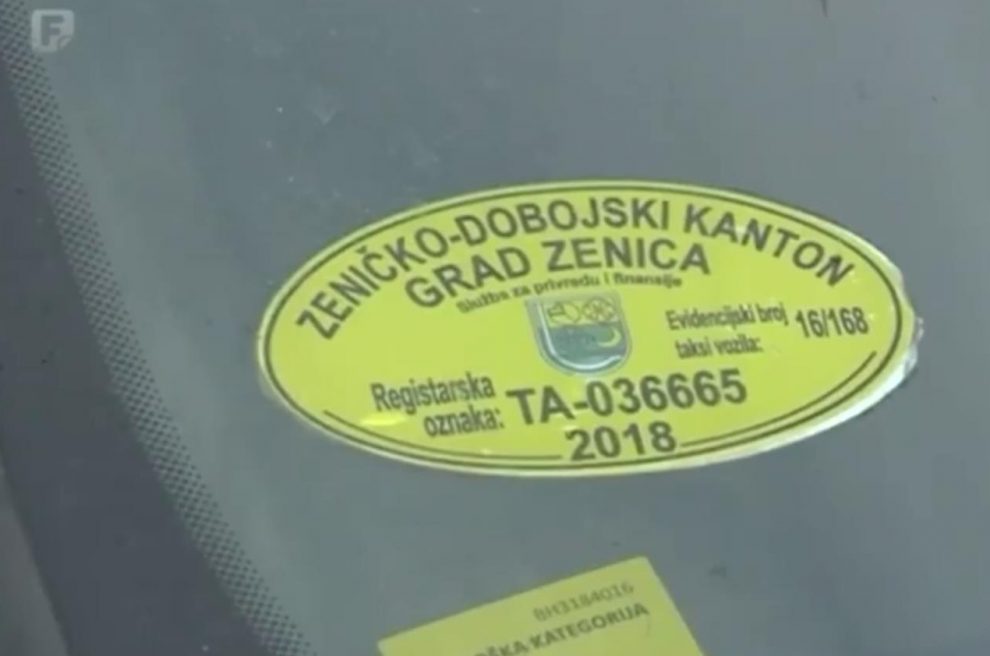 F
ZENIČKO-DOBOJSKI KANTON
GRAD ZENICA
Služba za privredu i finansije
Evidencijski broj
taksi vozila: 16/168
Registarska
oznaka: TA-036665
2018
BH3184016
KATEGORIJA